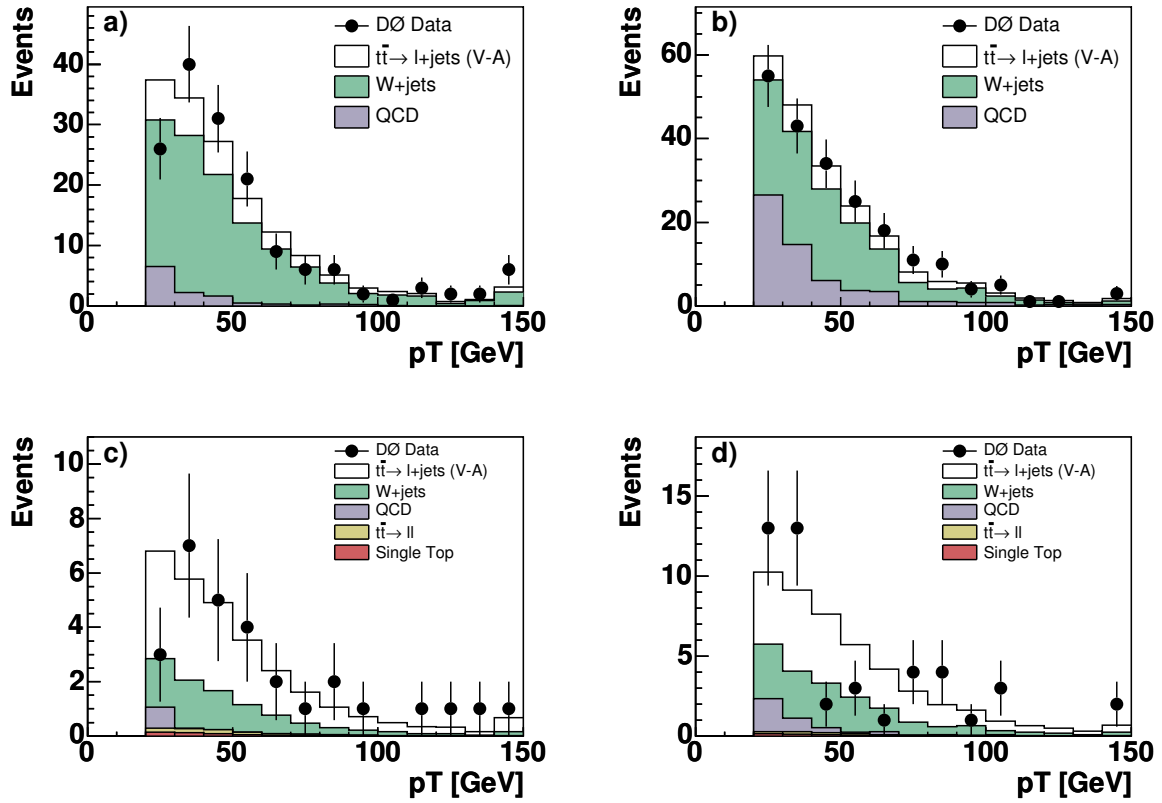 a)
Events
DØ Data
tt̄→ l+jets (V-A)
W+jets
QCD
40
30
20
10
0
0 50 100 150
pT [GeV]
b)
Events
DØ Data
tt̄→ l+jets (V-A)
W+jets
QCD
60
40
20
0
0 50 100 150
pT [GeV]
c)
Events
DØ Data
tt̄→ l+jets (V-A)
W+jets
QCD
tt̄→ ll
Single Top
10
8
6
4
2
0
0 50 100 150
pT [GeV]
d)
Events
DØ Data
tt̄→ l+jets (V-A)
W+jets
QCD
tt̄→ ll
Single Top
15
10
5
0
0 50 100 150
pT [GeV]